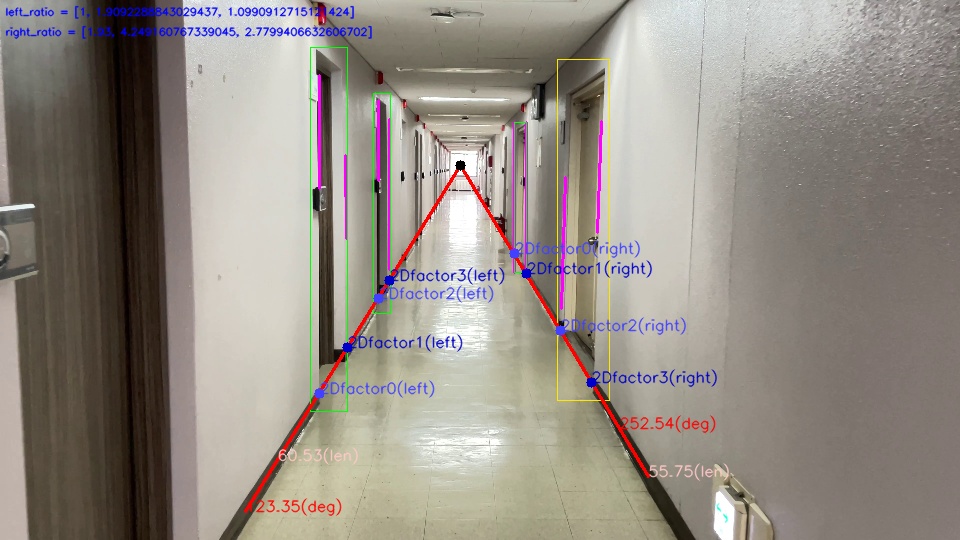 left_ratio = [1, 1.9092288843029437, 1.0990912715121424]
right_ratio = [1.83, 4.249160767339045, 2.7799406632606702]
2Dfactor0(right)
2Dfactor3(left)
2Dfactor1(right)
2Dfactor2(left)
2Dfactor2(right)
2Dfactor1(left)
2Dfactor3(right)
2Dfactor0(left)
252.54(deg)
60.53(len)
55.75(len)
23.35(deg)